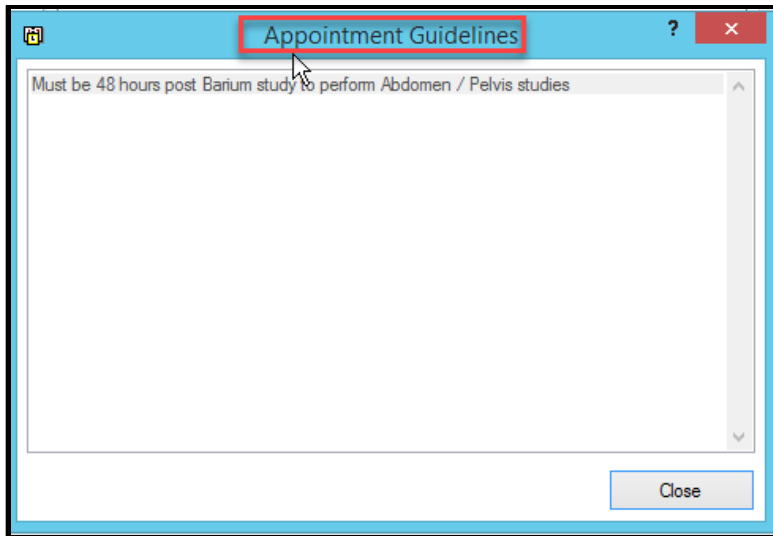 Appointment Guidelines
?
Must be 48 hours post Barium study to perform Abdomen / Pelvis studies
Close